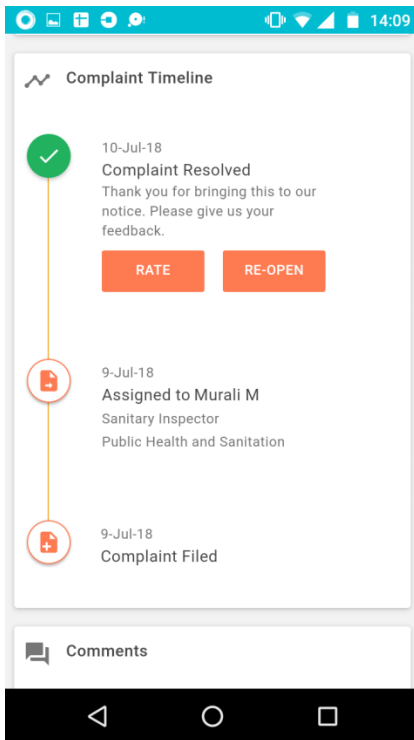 14:09
Complaint Timeline
10-Jul-18
Complaint Resolved
Thank you for bringing this to our
notice. Please give us your
feedback.
RATE RE-OPEN
9-Jul-18
Assigned to Murali M
Sanitary Inspector
Public Health and Sanitation
9-Jul-18
Complaint Filed
Comments